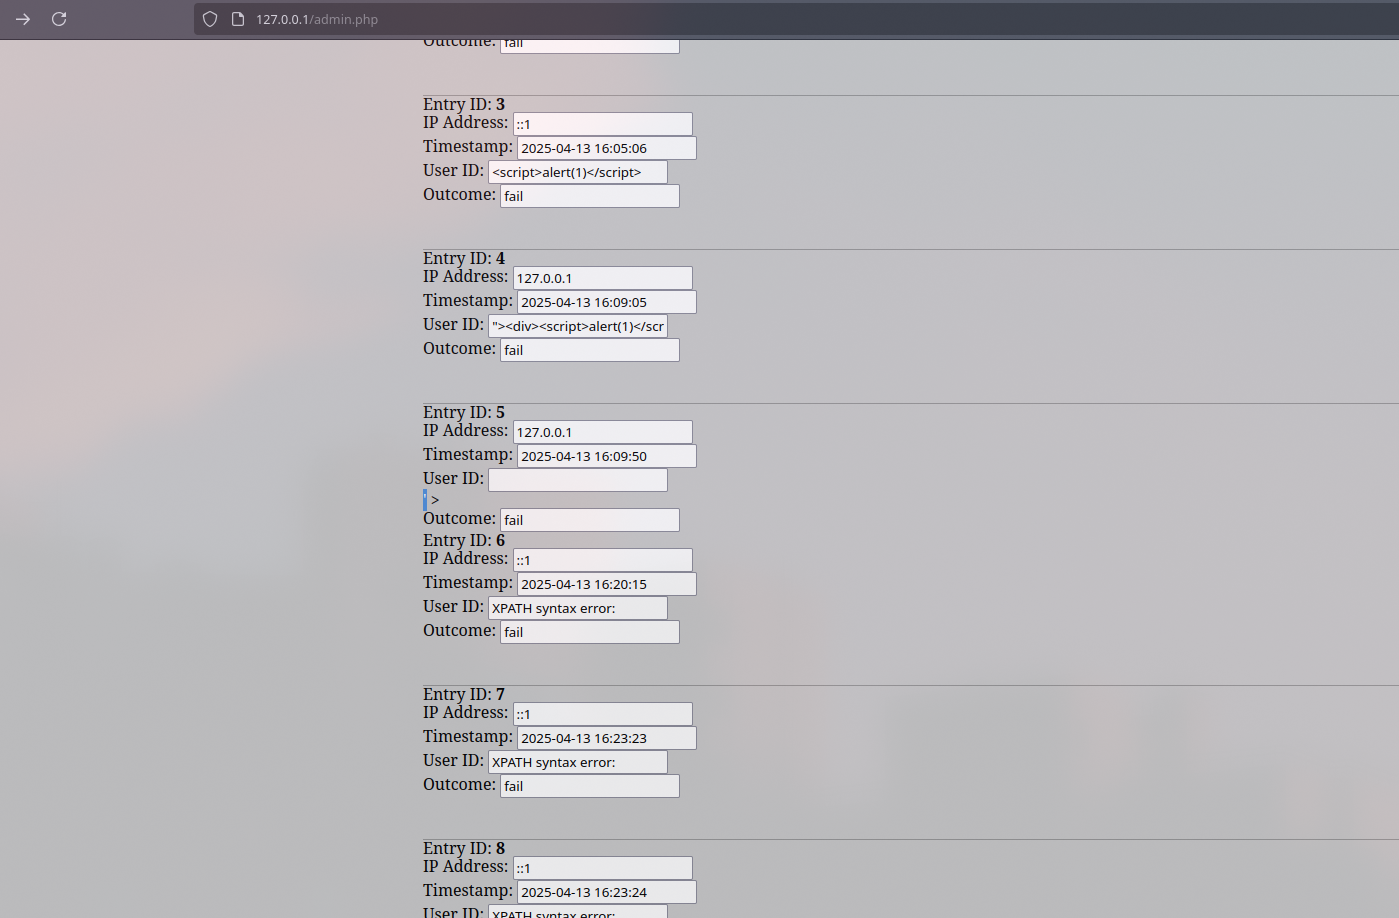 127.0.0.1/admin.php
Outcome: fail
Entry ID: 3
IP Address: ::1
Timestamp: 2025-04-13 16:05:06
User ID: <script>alert(1)</script>
Outcome: fail
Entry ID: 4
IP Address: 127.0.0.1
Timestamp: 2025-04-13 16:09:05
User ID: "><div><script>alert(1)</scr
Outcome: fail
Entry ID: 5
IP Address: 127.0.0.1
Timestamp: 2025-04-13 16:09:50
User ID:
' >
Outcome: fail
Entry ID: 6
IP Address: ::1
Timestamp: 2025-04-13 16:20:15
User ID: XPATH syntax error:
Outcome: fail
Entry ID: 7
IP Address: ::1
Timestamp: 2025-04-13 16:23:23
User ID: XPATH syntax error:
Outcome: fail
Entry ID: 8
IP Address: ::1
Timestamp: 2025-04-13 16:23:24
User ID: XPATH syntax error: